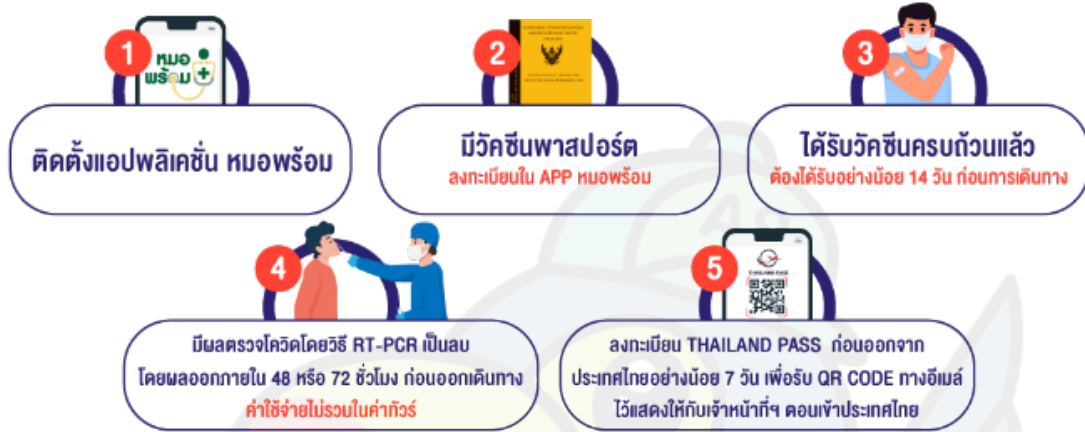 1
หมอ
พร้อม
ติดตั้งแอปพลิเคชั่น หมอพร้อม
2
มีวัคซีนพาสปอร์ต
ลงทะเบียนใน APP หมอพร้อม
3
ได้รับวัคซีนครบถ้วนแล้ว
ต้องได้รับอย่างน้อย 14 วัน ก่อนการเดินทาง
4
มีผลตรวจโควิดโดยวิธี RT-PCR เป็นลบ
โดยผลออกภายใน 48 หรือ 72 ชั่วโมง ก่อนออกเดินทาง
ค่าใช้จ่ายไม่รวมในค่าทัวร์
5
THAILAND PASS
ลงทะเบียน THAILAND PASS ก่อนออกจาก
ประเทศไทยอย่างน้อย 7 วัน เพื่อรับ QR CODE ทางอีเมล์
ไว้แสดงให้กับเจ้าหน้าที่ฯ ตอนเข้าประเทศไทย